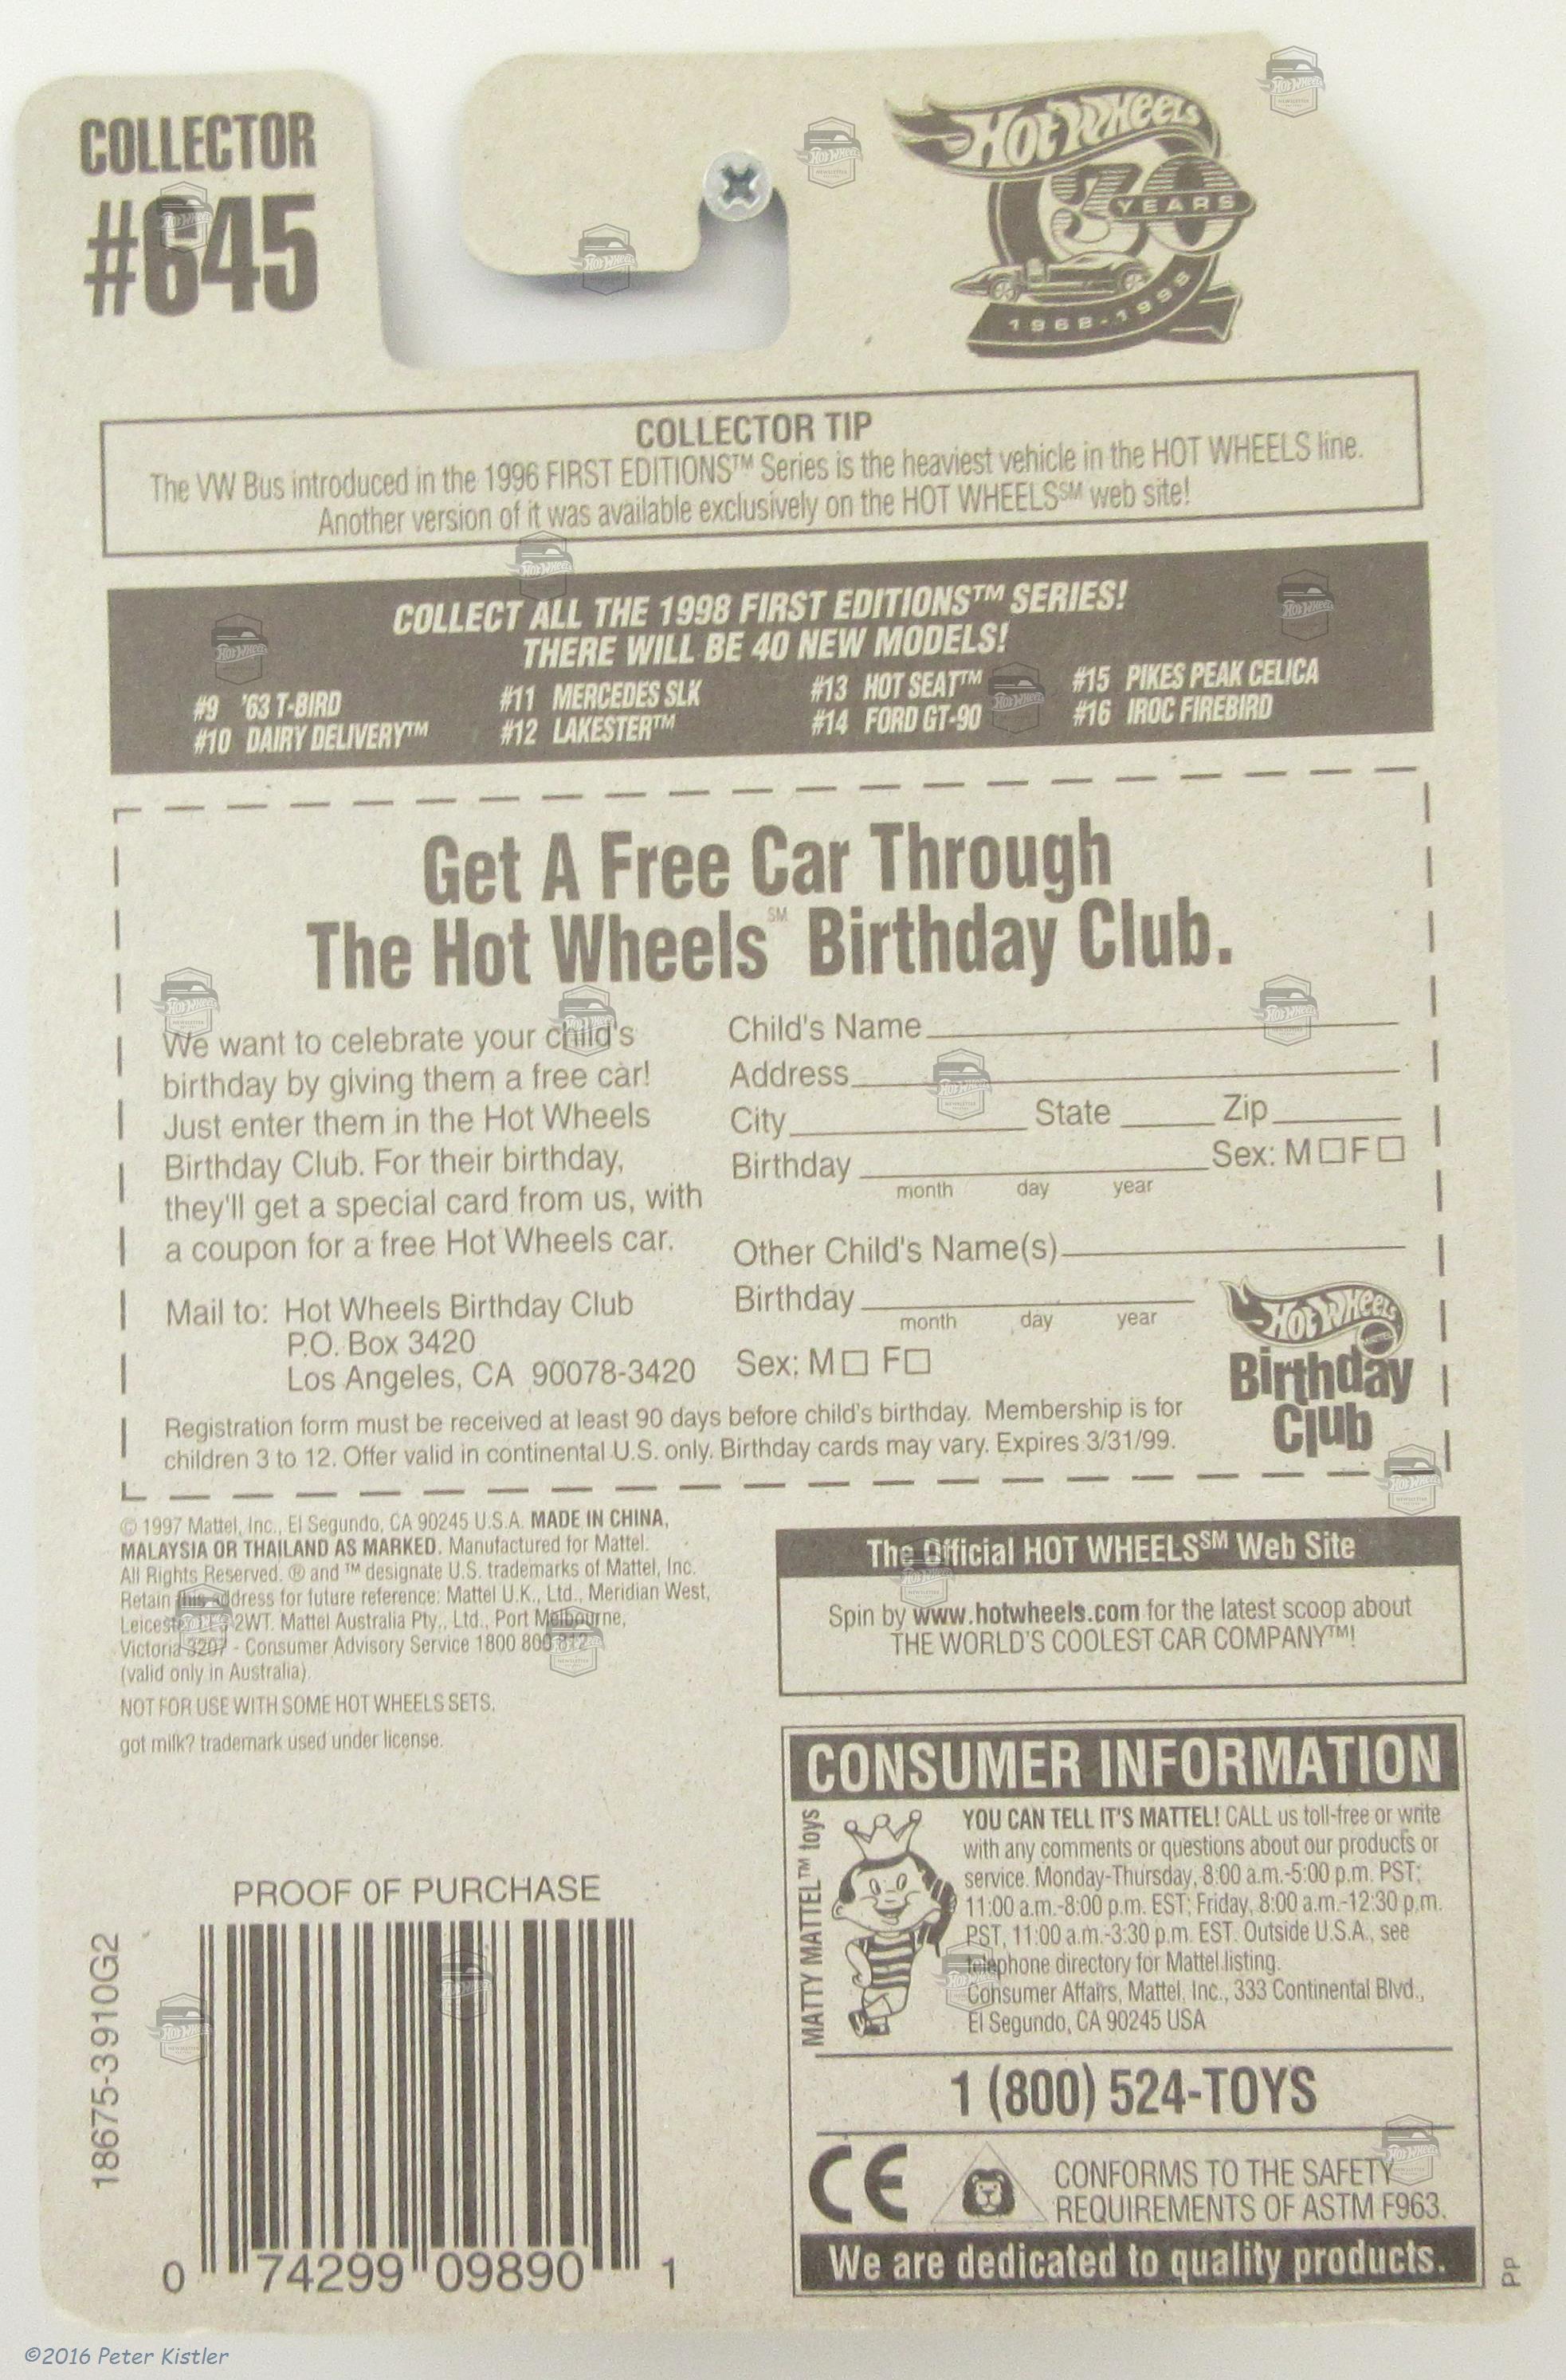 COLLECTOR
#645
HOT WHEELS
30
YEARS
1968-1998
COLLECTOR TIP
The VW Bus introduced in the 1996 FIRST EDITIONS™ Series is the heaviest vehicle in the HOT WHEELS line.
Another version of it was available exclusively on the HOT WHEELS℠ web site!
COLLECT ALL THE 1998 FIRST EDITIONS™ SERIES!
THERE WILL BE 40 NEW MODELS!
#9 '63 T-BIRD #11 MERCEDES SLK #13 HOT SEAT™ #15 PIKES PEAK CELICA
#10 DAIRY DELIVERY™ #12 LAKESTER™ #14 FORD GT-90 #16 IROC FIREBIRD
Get A Free Car Through
The Hot Wheels℠ Birthday Club.
We want to celebrate your child's
birthday by giving them a free car!
Just enter them in the Hot Wheels
Birthday Club. For their birthday,
they'll get a special card from us, with
a coupon for a free Hot Wheels car.
Mail to: Hot Wheels Birthday Club
P.O. Box 3420
Los Angeles, CA 90078-3420
Child's Name
Address
City State Zip
Birthday Sex: M F
month day year
Other Child's Name(s)
Birthday
month day year
Sex: M F
HOT WHEELS
Birthday
Club
Registration form must be received at least 90 days before child's birthday. Membership is for
children 3 to 12. Offer valid in continental U.S. only. Birthday cards may vary. Expires 3/31/99.
© 1997 Mattel, Inc., El Segundo, CA 90245 U.S.A. MADE IN CHINA,
MALAYSIA OR THAILAND AS MARKED. Manufactured for Mattel.
All Rights Reserved. ® and ™ designate U.S. trademarks of Mattel, Inc.
Retain this address for future reference: Mattel U.K., Ltd., Meridian West,
Leicester LE3 2WT. Mattel Australia Pty., Ltd., Port Melbourne,
Victoria 3207 - Consumer Advisory Service 1800 800 812
(valid only in Australia).
NOT FOR USE WITH SOME HOT WHEELS SETS.
got milk? trademark used under license.
The Official HOT WHEELS℠ Web Site
Spin by www.hotwheels.com for the latest scoop about
THE WORLD'S COOLEST CAR COMPANY™!
CONSUMER INFORMATION
MATTY MATTEL™ toys
YOU CAN TELL IT'S MATTEL! CALL us toll-free or write
with any comments or questions about our products or
service. Monday-Thursday, 8:00 a.m.-5:00 p.m. PST;
11:00 a.m.-8:00 p.m. EST; Friday, 8:00 a.m.-12:30 p.m.
PST, 11:00 a.m.-3:30 p.m. EST. Outside U.S.A., see
telephone directory for Mattel listing.
Consumer Affairs, Mattel, Inc., 333 Continental Blvd.,
El Segundo, CA 90245 USA
1 (800) 524-TOYS
CE
CONFORMS TO THE SAFETY
REQUIREMENTS OF ASTM F963.
We are dedicated to quality products.
PP
PROOF OF PURCHASE
18675-3910G2
0 74299 09890 1
©2016 Peter Kistler